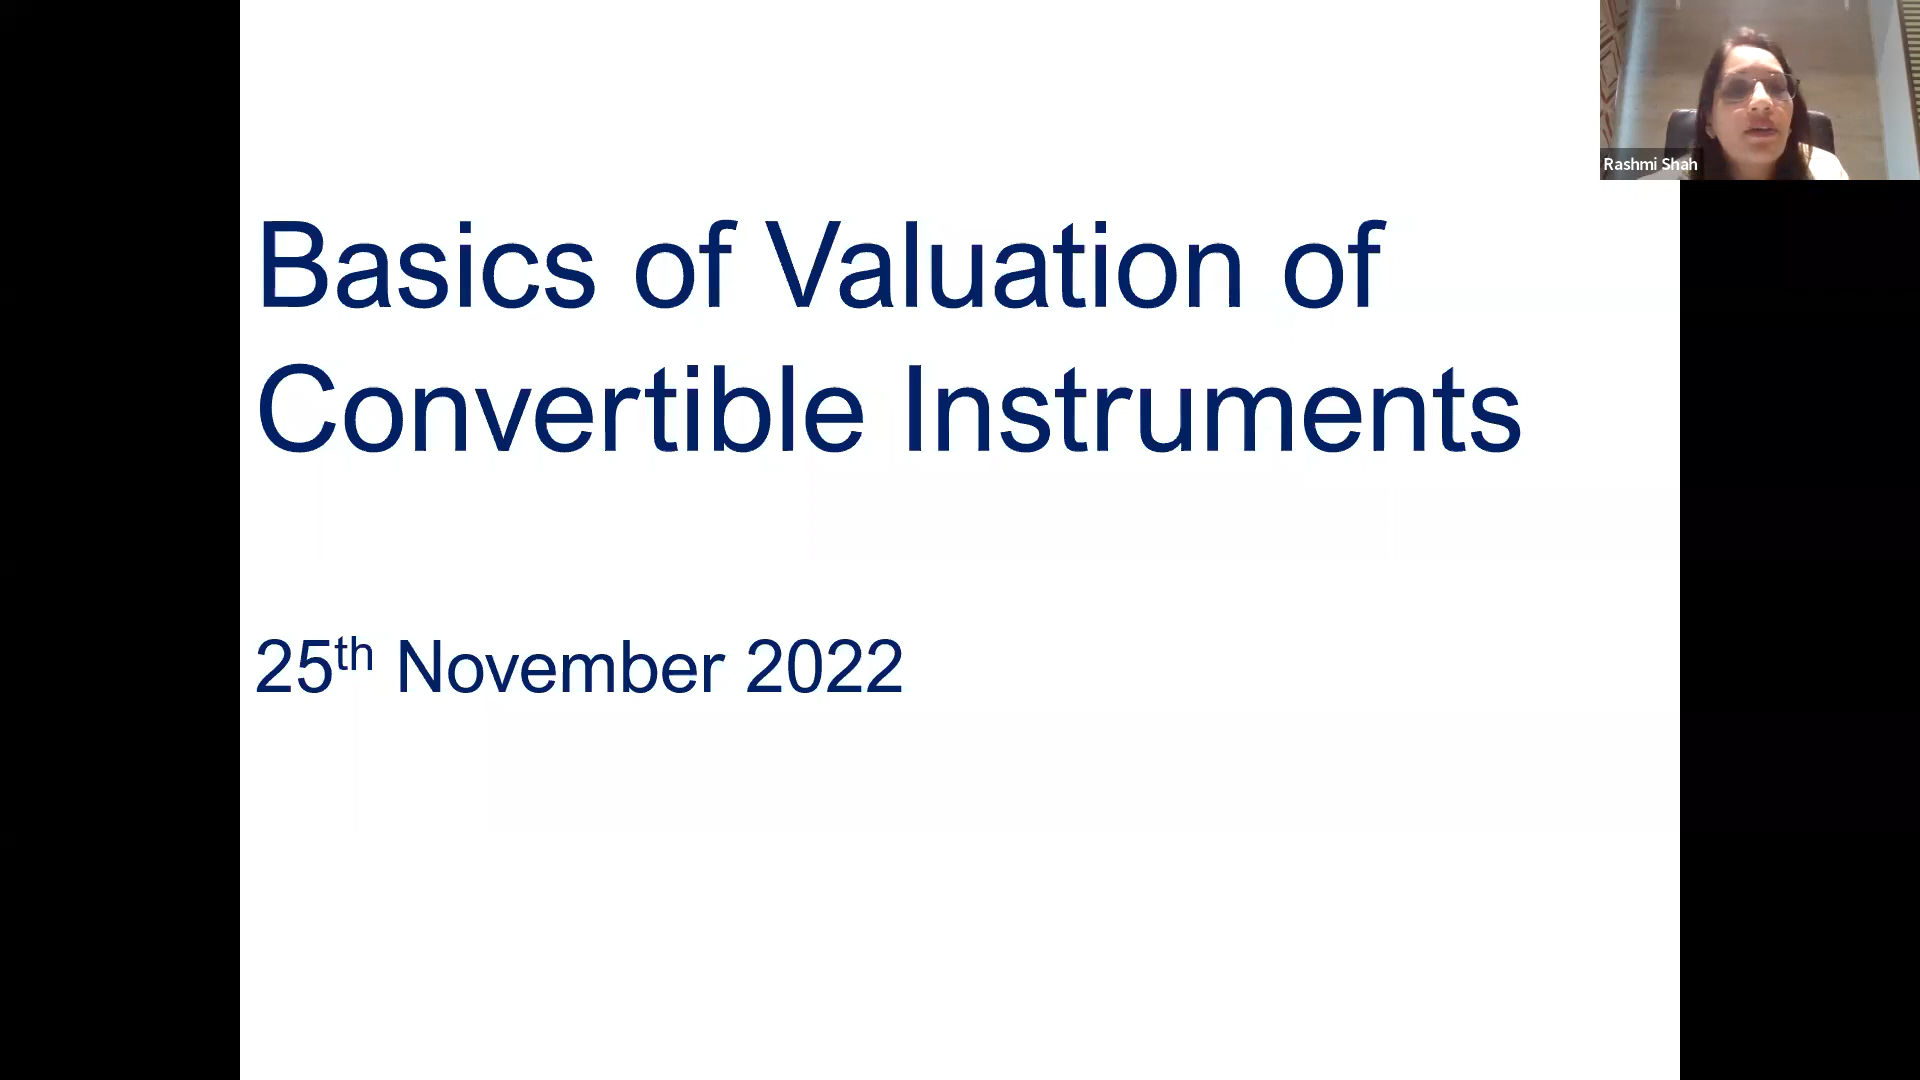 Rashmi Shah
Basics of Valuation of
Convertible Instruments
25th November 2022